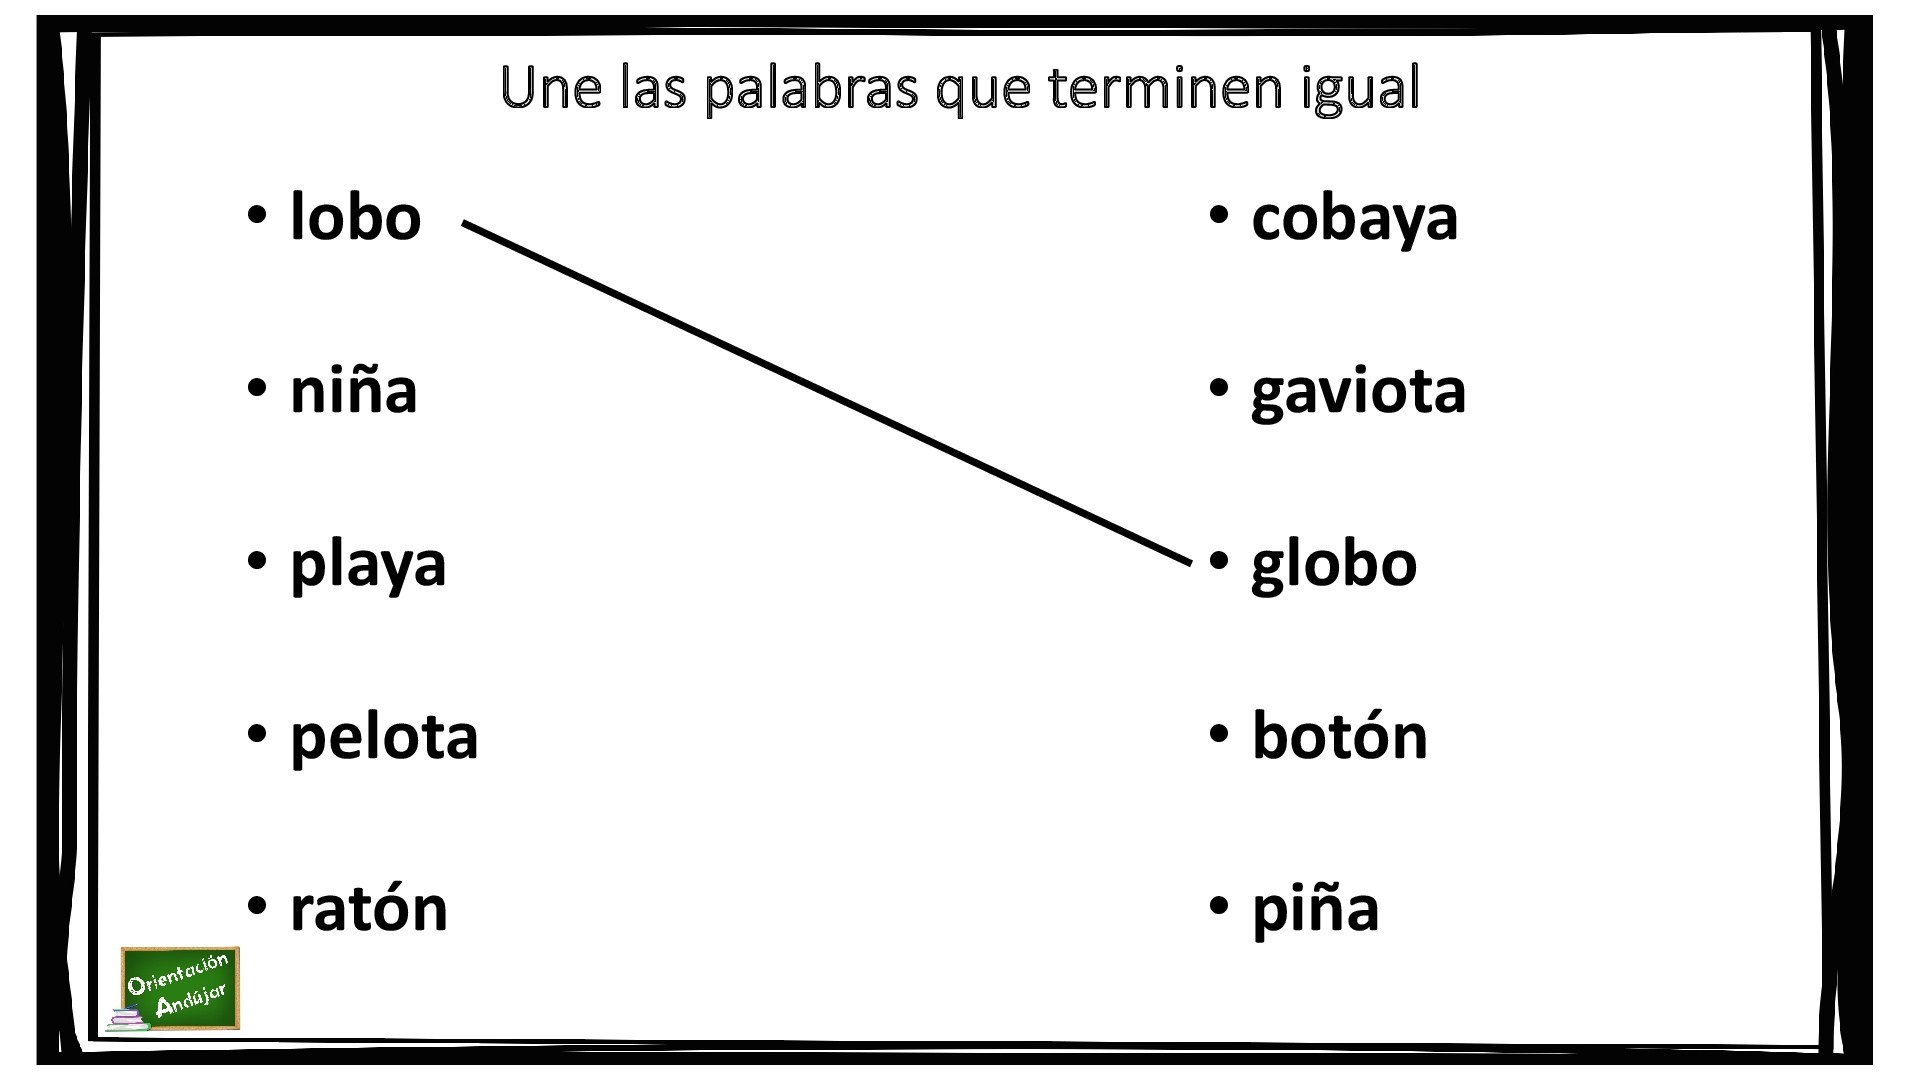 Une las palabras que terminen igual
• lobo
• niña
• playa
• pelota
• ratón
• cobaya
• gaviota
• globo
• botón
• piña
Orientación
Andújar